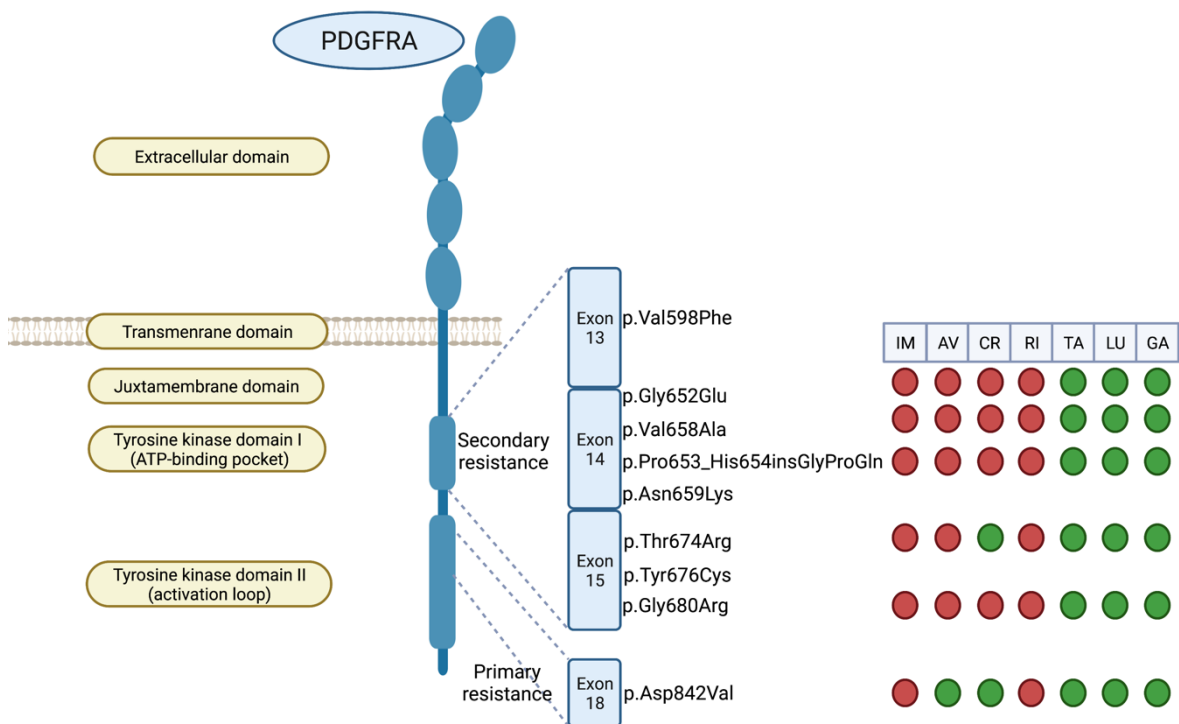 PDGFRA
Extracellular domain
Transmenrane domain
Juxtamembrane domain
Tyrosine kinase domain I
(ATP-binding pocket)
Tyrosine kinase domain II
(activation loop)
Secondary
resistance
Primary
resistance
Exon
13
p.Val598Phe
Exon
14
p.Gly652Glu
p.Val658Ala
p.Pro653_His654insGlyProGln
p.Asn659Lys
Exon
15
p.Thr674Arg
p.Tyr676Cys
p.Gly680Arg
Exon
18
p.Asp842Val
IM AV CR RI TA LU GA